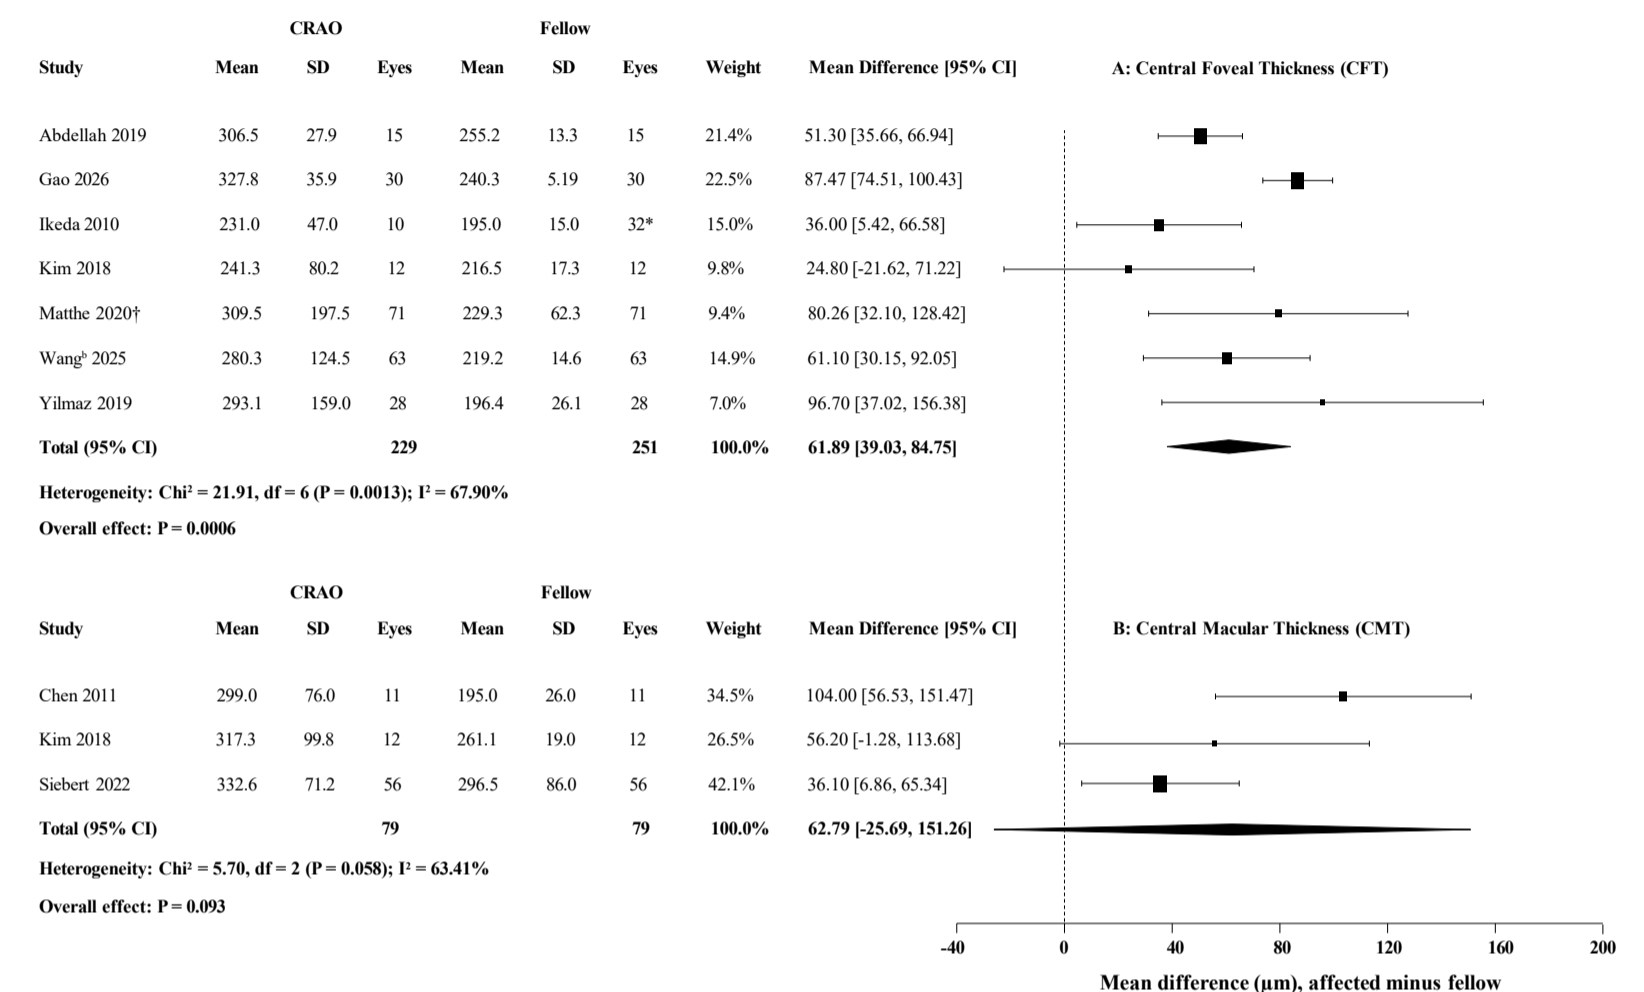 CRAO Fellow
Study Mean SD Eyes Mean SD Eyes Weight Mean Difference [95% CI] A: Central Foveal Thickness (CFT)
Abdellah 2019 306.5 27.9 15 255.2 13.3 15 21.4% 51.30 [35.66, 66.94]
Gao 2026 327.8 35.9 30 240.3 5.19 30 22.5% 87.47 [74.51, 100.43]
Ikeda 2010 231.0 47.0 10 195.0 15.0 32* 15.0% 36.00 [5.42, 66.58]
Kim 2018 241.3 80.2 12 216.5 17.3 12 9.8% 24.80 [-21.62, 71.22]
Matthe 2020† 309.5 197.5 71 229.3 62.3 71 9.4% 80.26 [32.10, 128.42]
Wangᵇ 2025 280.3 124.5 63 219.2 14.6 63 14.9% 61.10 [30.15, 92.05]
Yilmaz 2019 293.1 159.0 28 196.4 26.1 28 7.0% 96.70 [37.02, 156.38]
Total (95% CI) 229 251 100.0% 61.89 [39.03, 84.75]
Heterogeneity: Chi² = 21.91, df = 6 (P = 0.0013); I² = 67.90%
Overall effect: P = 0.0006
CRAO Fellow
Study Mean SD Eyes Mean SD Eyes Weight Mean Difference [95% CI] B: Central Macular Thickness (CMT)
Chen 2011 299.0 76.0 11 195.0 26.0 11 34.5% 104.00 [56.53, 151.47]
Kim 2018 317.3 99.8 12 261.1 19.0 12 26.5% 56.20 [-1.28, 113.68]
Siebert 2022 332.6 71.2 56 296.5 86.0 56 42.1% 36.10 [6.86, 65.34]
Total (95% CI) 79 79 100.0% 62.79 [-25.69, 151.26]
Heterogeneity: Chi² = 5.70, df = 2 (P = 0.058); I² = 63.41%
Overall effect: P = 0.093
-40 0 40 80 120 160 200
Mean difference (µm), affected minus fellow